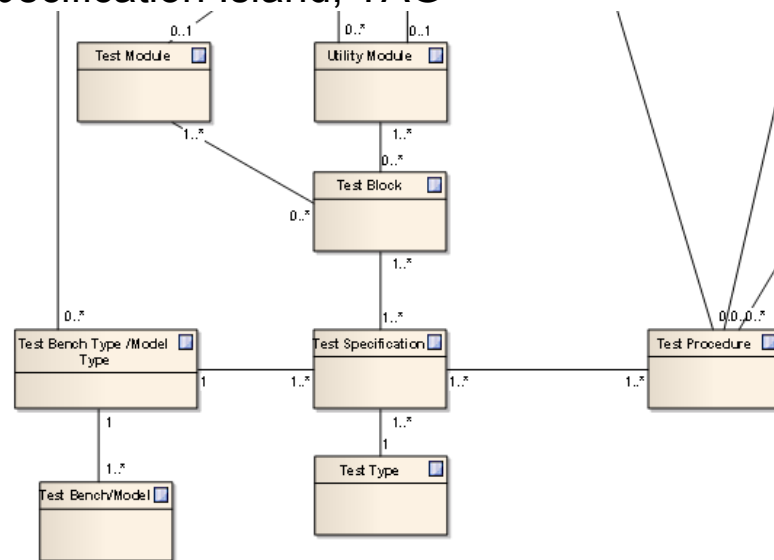 0..1
0..*
0..1
Test Module
Utility Module
1..*
1..*
0..*
Test Block
0..*
1..*
0..*
1..*
0..*
Test Bench Type /Model
Type
Test Specification
Test Procedure
1
1..*
1
1..*
1..*
1
1..*
1..*
1
Test Bench/Model
Test Type